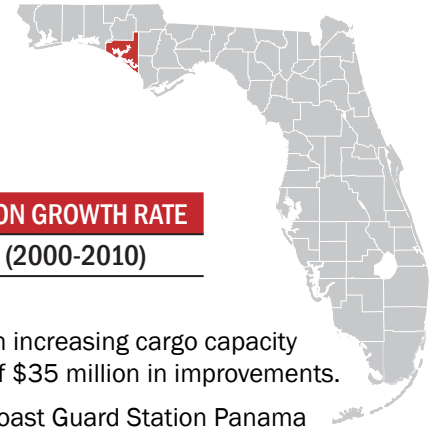 ON GROWTH RATE
(2000-2010)
increasing cargo capacity
$35 million in improvements.
oast Guard Station Panama